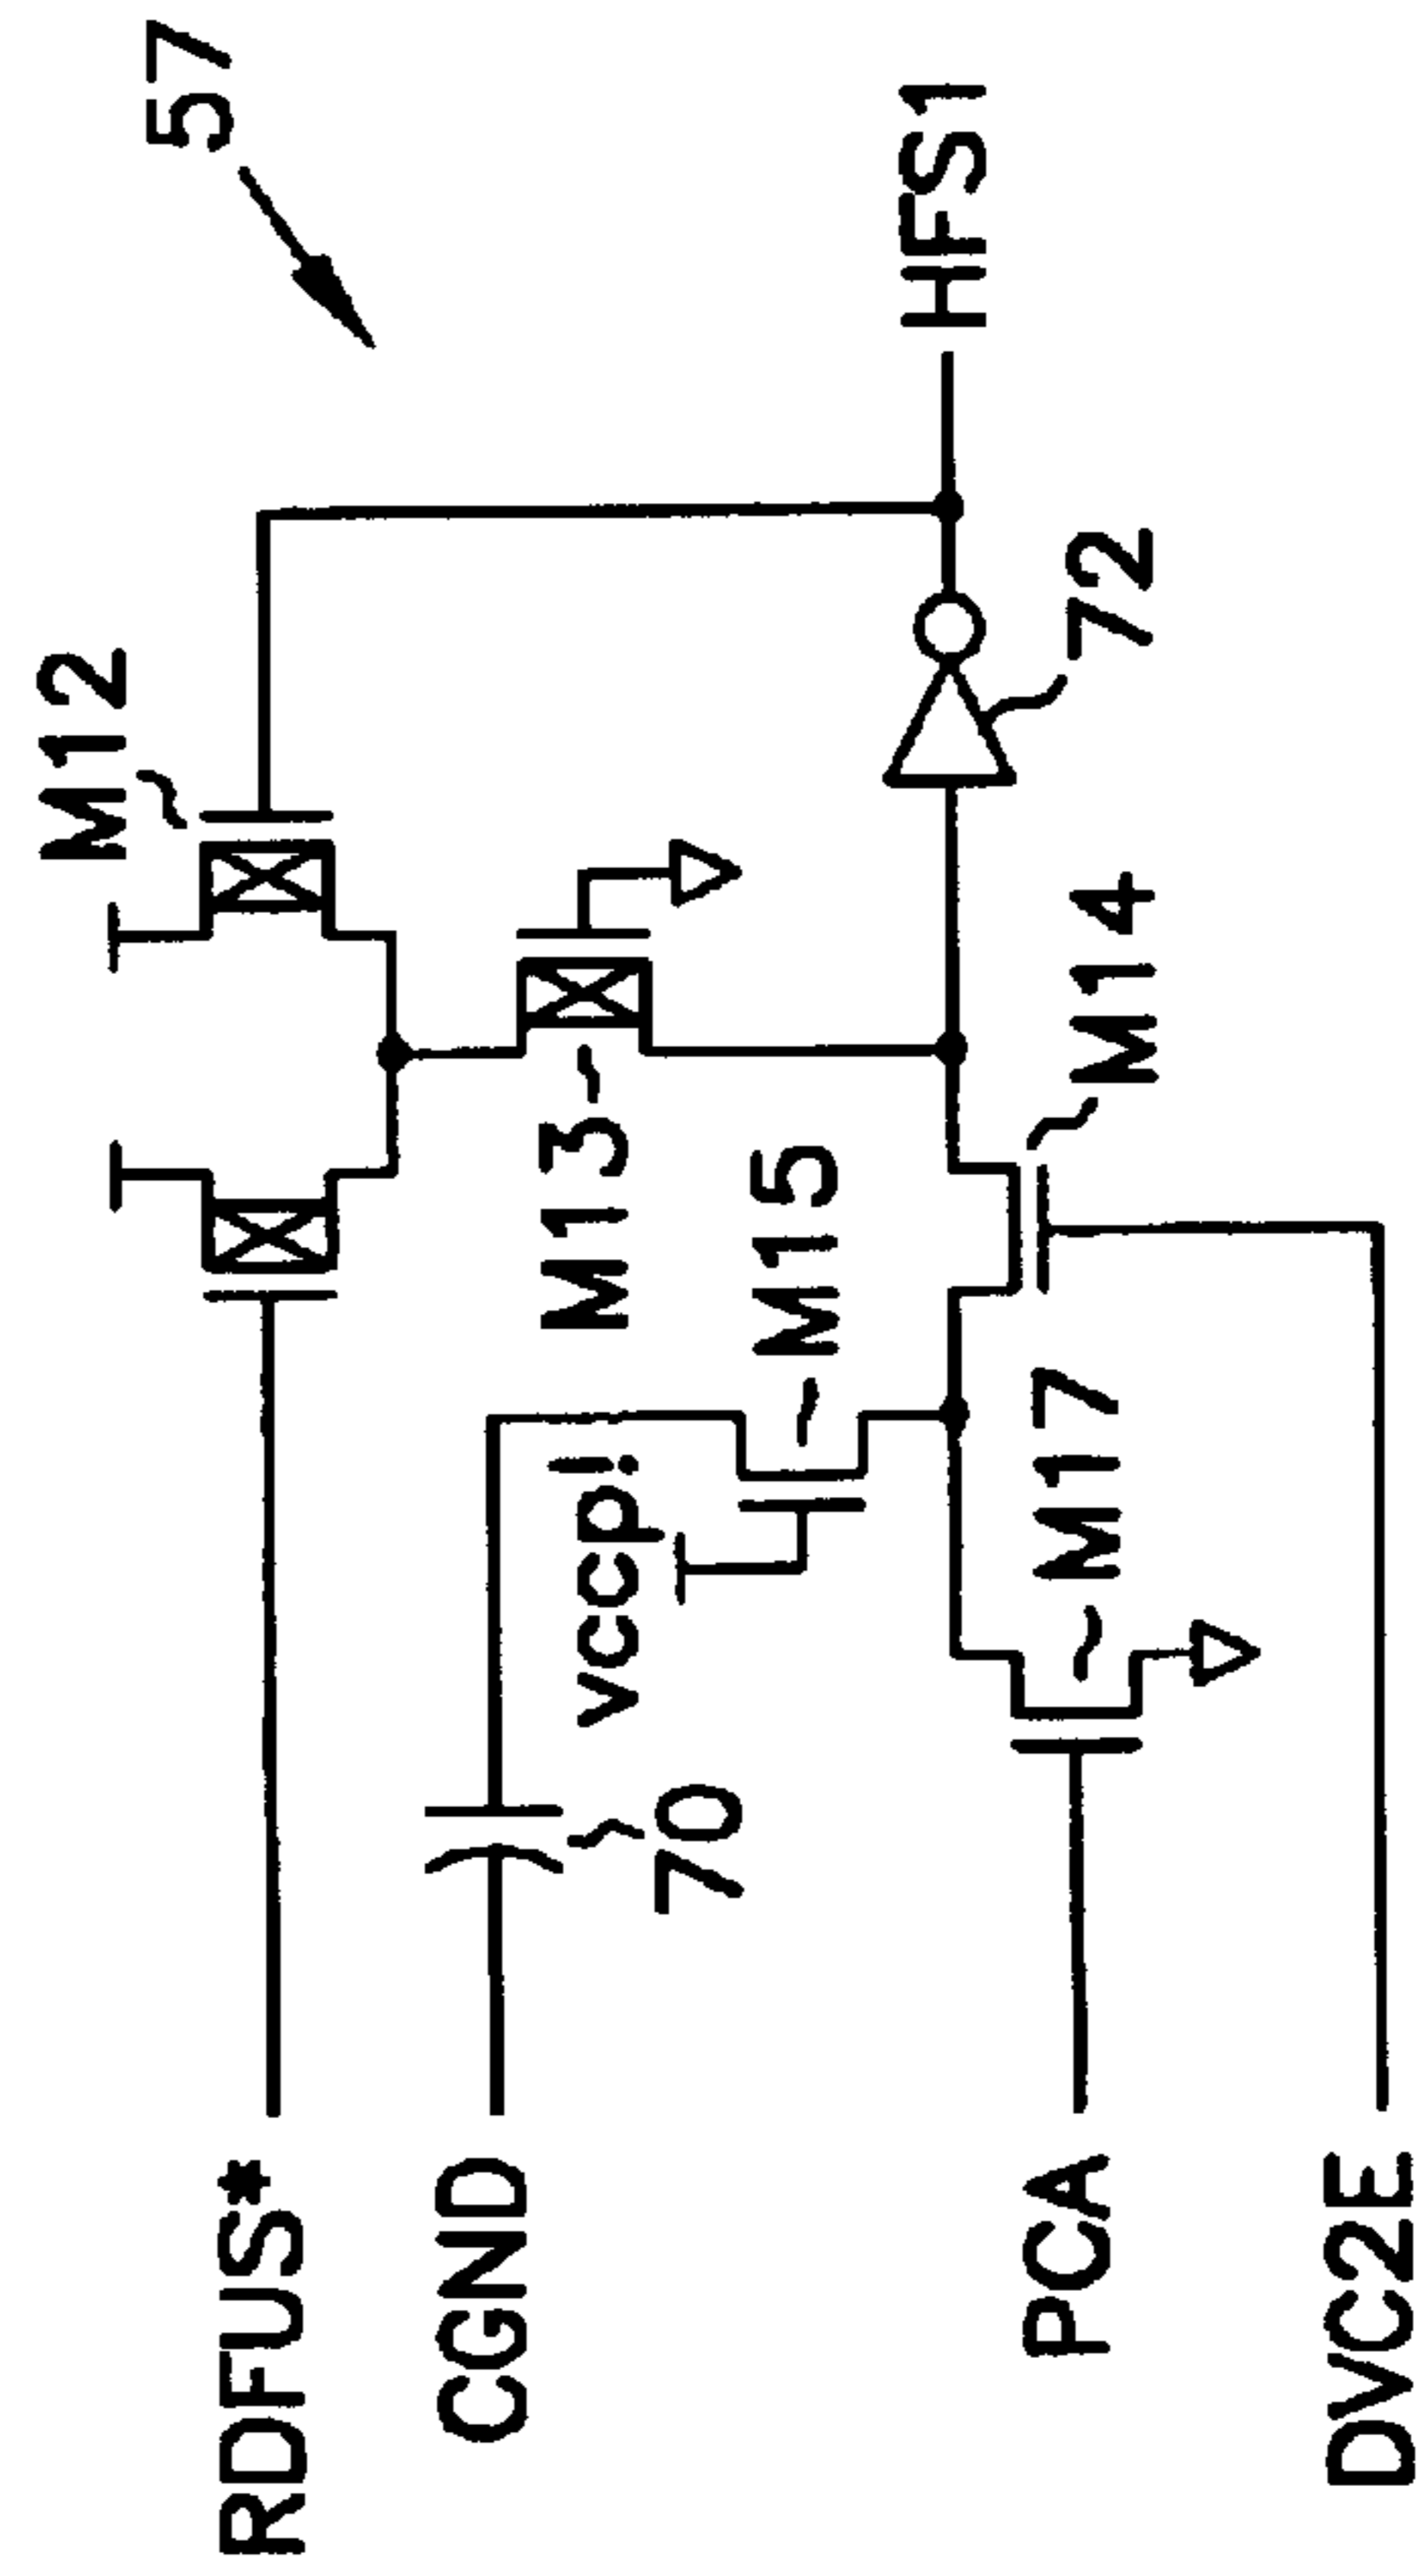 57
M12
RDFUS*
M13
CGND
vccp!
70
M15
HFS1
72
M14
M17
PCA
DVC2E